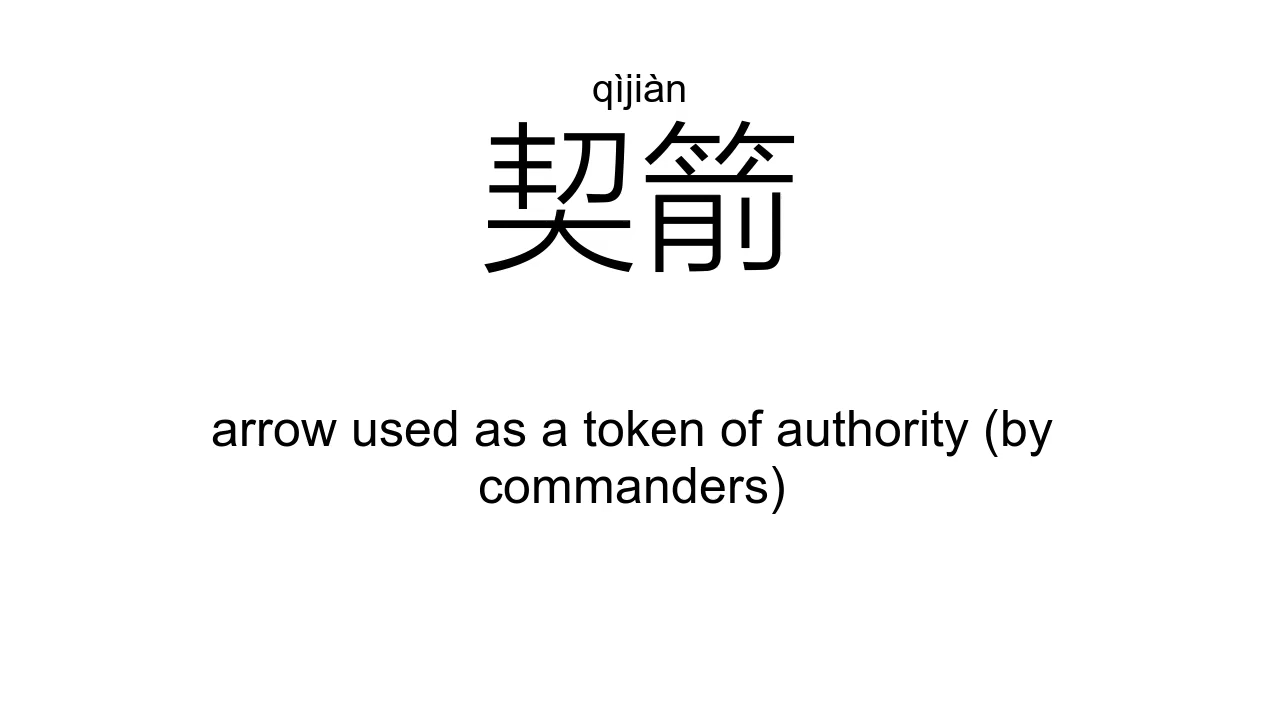 qìjiàn
契箭
arrow used as a token of authority (by
commanders)